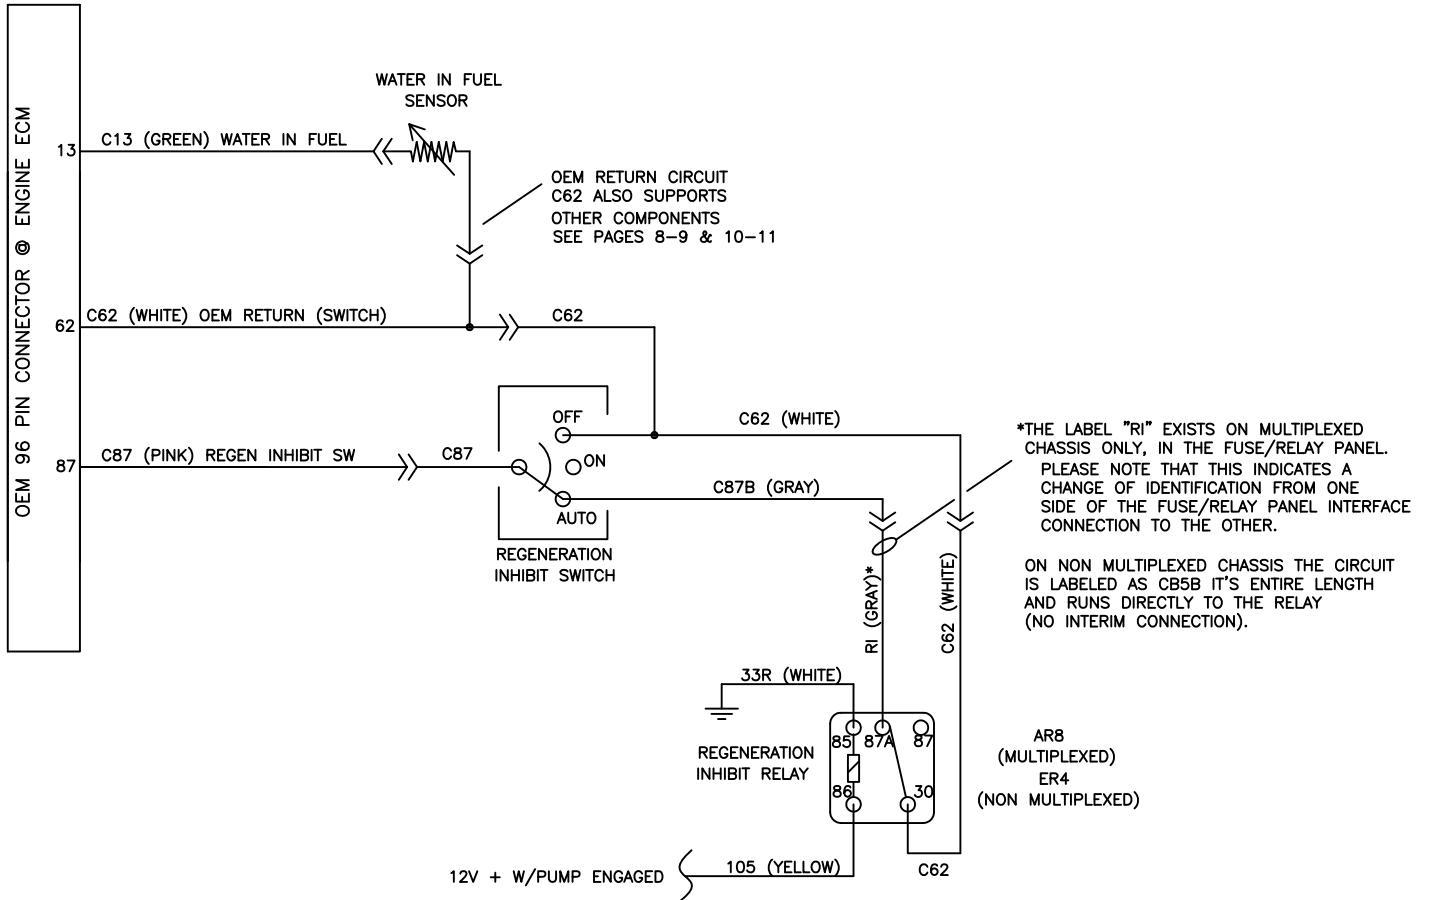 OEM 96 PIN CONNECTOR @ ENGINE ECM
WATER IN FUEL
SENSOR
13
C13 (GREEN) WATER IN FUEL
OEM RETURN CIRCUIT
C62 ALSO SUPPORTS
OTHER COMPONENTS
SEE PAGES 8-9 & 10-11
62
C62 (WHITE) OEM RETURN (SWITCH)
C62
OFF
C62 (WHITE)
87
C87 (PINK) REGEN INHIBIT SW
C87
ON
C87B (GRAY)
AUTO
REGENERATION
INHIBIT SWITCH
*THE LABEL "RI" EXISTS ON MULTIPLEXED
CHASSIS ONLY, IN THE FUSE/RELAY PANEL.
PLEASE NOTE THAT THIS INDICATES A
CHANGE OF IDENTIFICATION FROM ONE
SIDE OF THE FUSE/RELAY PANEL INTERFACE
CONNECTION TO THE OTHER.
ON NON MULTIPLEXED CHASSIS THE CIRCUIT
IS LABELED AS CB5B IT'S ENTIRE LENGTH
AND RUNS DIRECTLY TO THE RELAY
(NO INTERIM CONNECTION).
RI (GRAY)*
C62 (WHITE)
33R (WHITE)
85
87A
87
REGENERATION
INHIBIT RELAY
86
30
AR8
(MULTIPLEXED)
ER4
(NON MULTIPLEXED)
12V + W/PUMP ENGAGED
105 (YELLOW)
C62